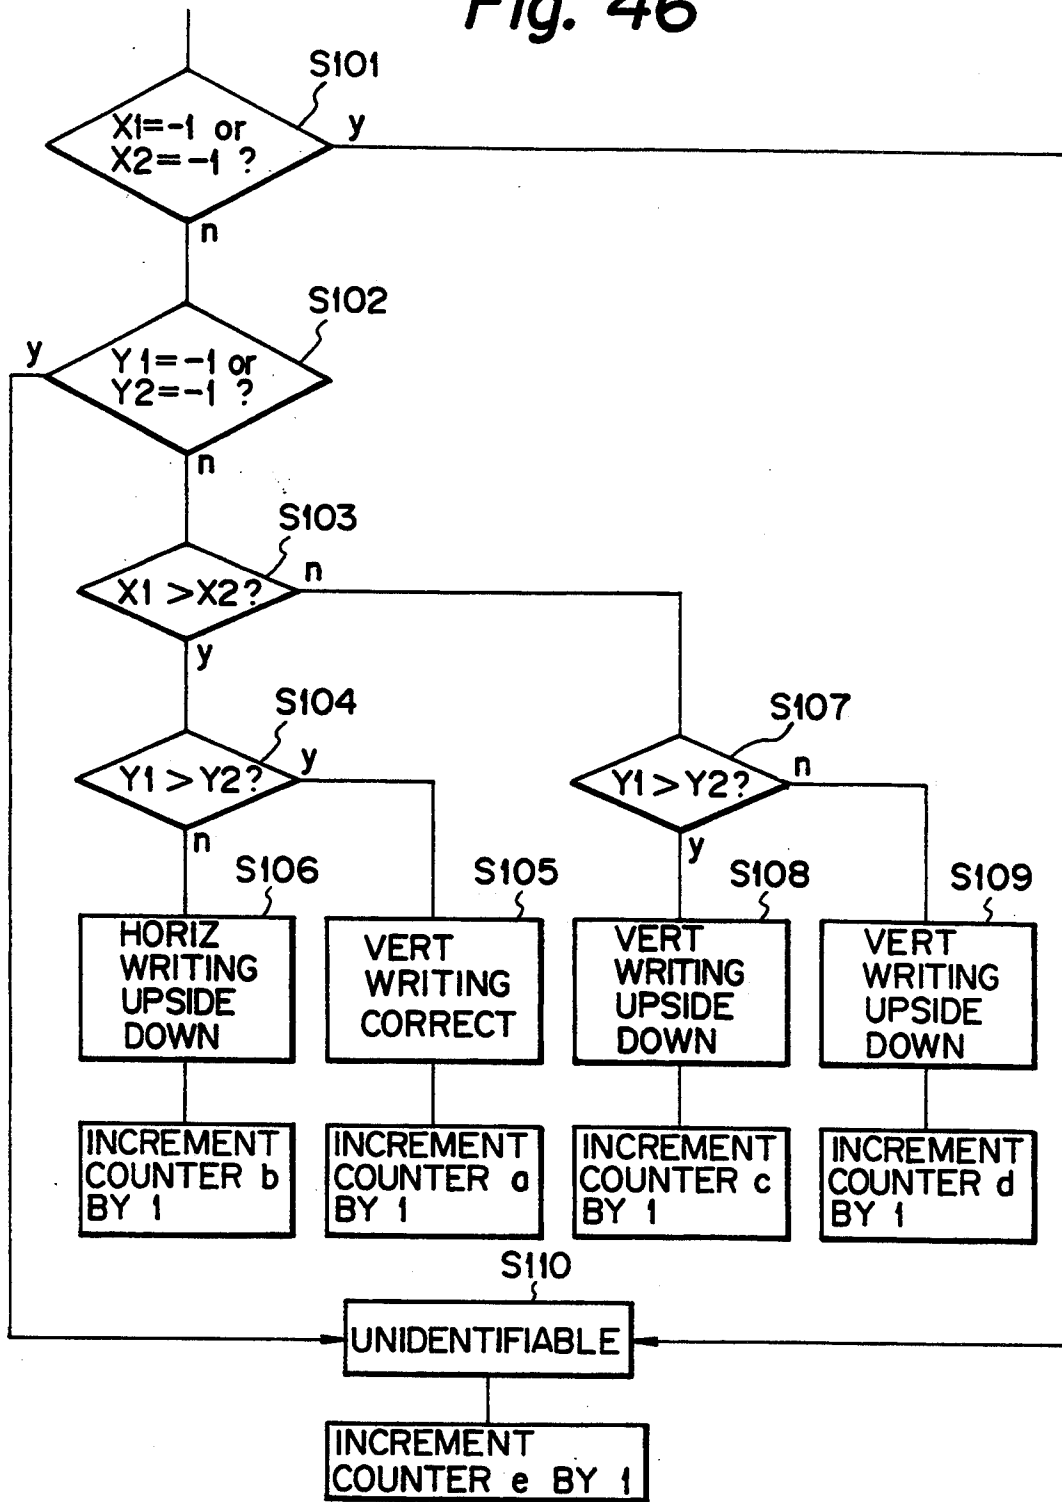 Fig. 46
S101
X1=-1 or
X2=-1 ?
y
n
S102
y
Y1=-1 or
Y2=-1 ?
n
S103
X1 >X2?
n
y
S104
Y1 > Y2?
y
n
S107
Y1 > Y2?
n
y
S106
HORIZ
WRITING
UPSIDE
DOWN
S105
VERT
WRITING
CORRECT
S108
VERT
WRITING
UPSIDE
DOWN
S109
VERT
WRITING
UPSIDE
DOWN
INCREMENT
COUNTER b
BY 1
INCREMENT
COUNTER a
BY 1
INCREMENT
COUNTER c
BY 1
INCREMENT
COUNTER d
BY 1
S110
UNIDENTIFIABLE
INCREMENT
COUNTER e BY 1